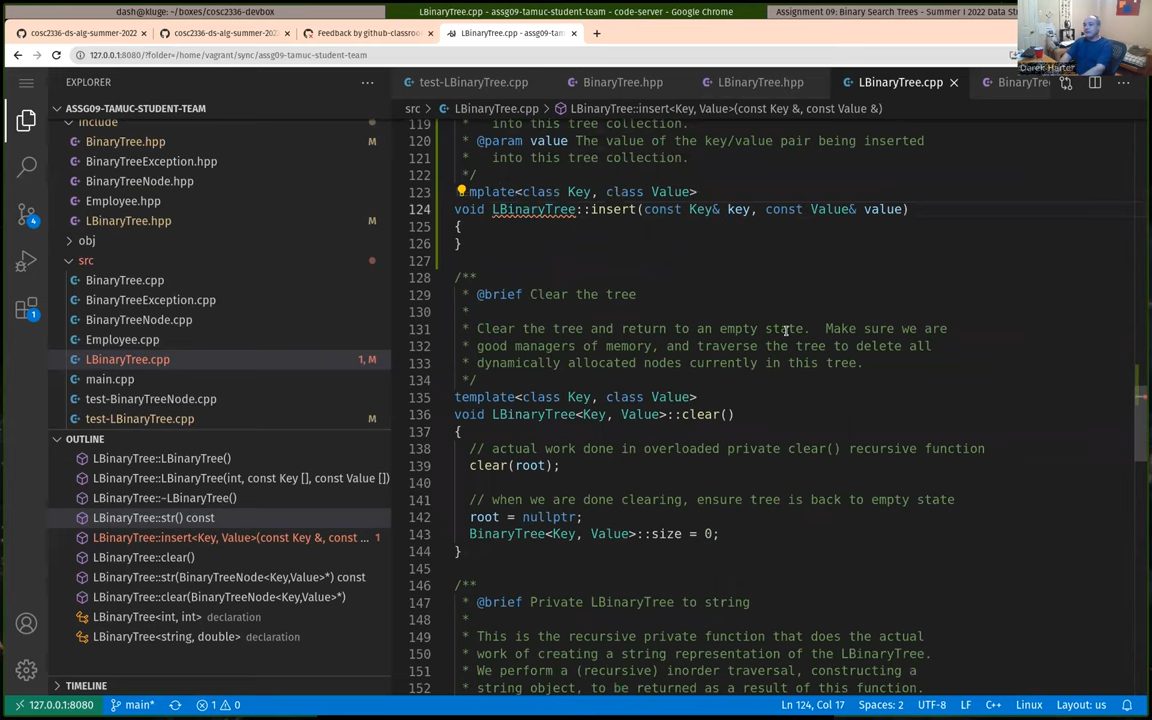 dash@kluge: ~/boxes/cosc2336-devbox
LBinaryTree.cpp - assg09-tamuc-student-team - code-server - Google Chrome
Assignment 09: Binary Search Trees - Summer I 2022 Data S
cosc2336-ds-alg-summer-2022
cosc2336-ds-alg-summer-202
Feedback by github-classroo
LBinaryTree.cpp - assg09-tam
127.0.0.1:8080/?folder=/home/vagrant/sync/assg09-tamuc-student-team
Darek Harter
EXPLORER
test-LBinaryTree.cpp
BinaryTree.hpp
LBinaryTree.hpp
LBinaryTree.cpp
BinaryTre
ASSG09-TAMUC-STUDENT-TEAM
src > LBinaryTree.cpp > LBinaryTree::insert<Key, Value>(const Key &, const Value &)
include
BinaryTree.hpp M
BinaryTreeException.hpp
BinaryTreeNode.hpp
Employee.hpp
LBinaryTree.hpp M
obj
src
BinaryTree.cpp
BinaryTreeException.cpp
BinaryTreeNode.cpp
Employee.cpp
LBinaryTree.cpp 1, M
main.cpp
test-BinaryTreeNode.cpp
test-LBinaryTree.cpp M
4
1
OUTLINE
LBinaryTree::LBinaryTree()
LBinaryTree::LBinaryTree(int, const Key [], const Value [])
LBinaryTree::~LBinaryTree()
LBinaryTree::str() const
LBinaryTree::insert<Key, Value>(const Key &, const ... 1
LBinaryTree::clear()
LBinaryTree::str(BinaryTreeNode<Key,Value>*) const
LBinaryTree::clear(BinaryTreeNode<Key,Value>*)
LBinaryTree<int, int> declaration
LBinaryTree<string, double> declaration
TIMELINE
119 into this tree collection.
120 * @param value The value of the key/value pair being inserted
121 * into this tree collection.
122 */
123 mplate<class Key, class Value>
124 void LBinaryTree::insert(const Key& key, const Value& value)
125 {
126 }
127
128 /**
129 * @brief Clear the tree
130 *
131 * Clear the tree and return to an empty state. Make sure we are
132 * good managers of memory, and traverse the tree to delete all
133 * dynamically allocated nodes currently in this tree.
134 */
135 template<class Key, class Value>
136 void LBinaryTree<Key, Value>::clear()
137 {
138 // actual work done in overloaded private clear() recursive function
139 clear(root);
140
141 // when we are done clearing, ensure tree is back to empty state
142 root = nullptr;
143 BinaryTree<Key, Value>::size = 0;
144 }
145
146 /**
147 * @brief Private LBinaryTree to string
148 *
149 * This is the recursive private function that does the actual
150 * work of creating a string representation of the LBinaryTree.
151 * We perform a (recursive) inorder traversal, constructing a
152 * string object, to be returned as a result of this function.
127.0.0.1:8080 main* 1 0 Ln 124, Col 17 Spaces: 2 UTF-8 LF C++ Linux Layout: us